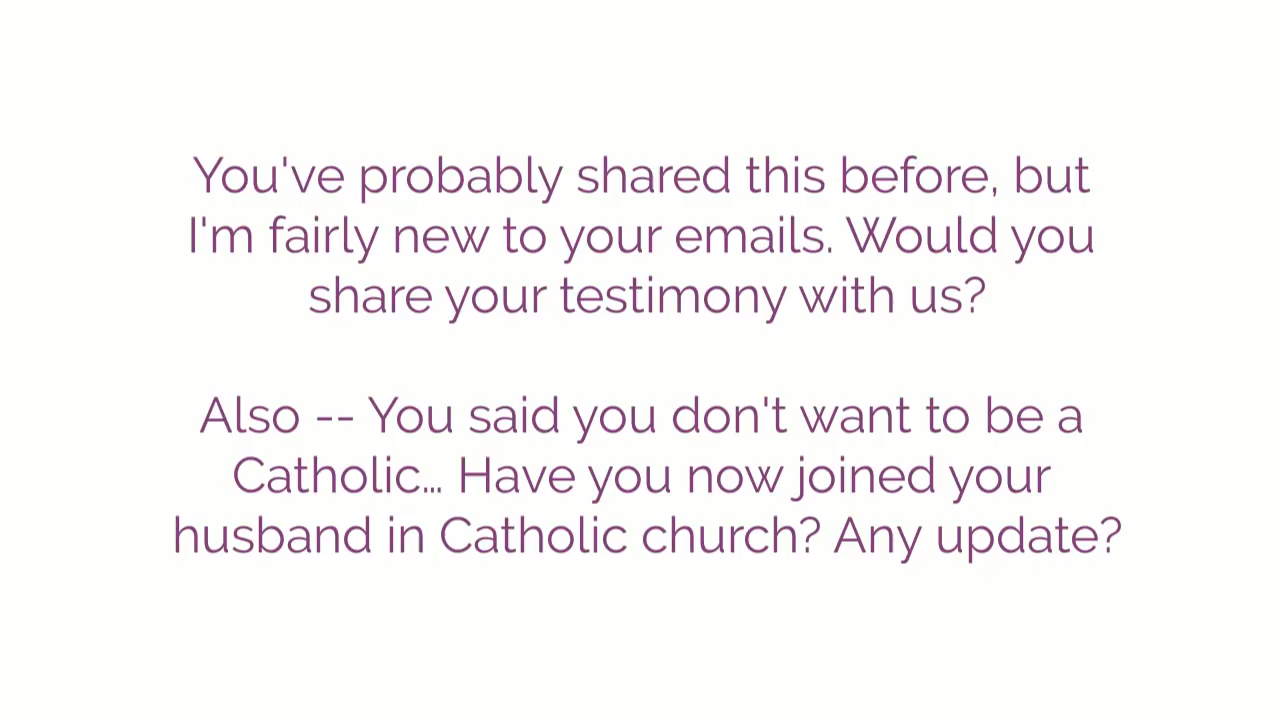 You've probably shared this before, but
I'm fairly new to your emails. Would you
share your testimony with us?
Also -- You said you don't want to be a
Catholic… Have you now joined your
husband in Catholic church? Any update?